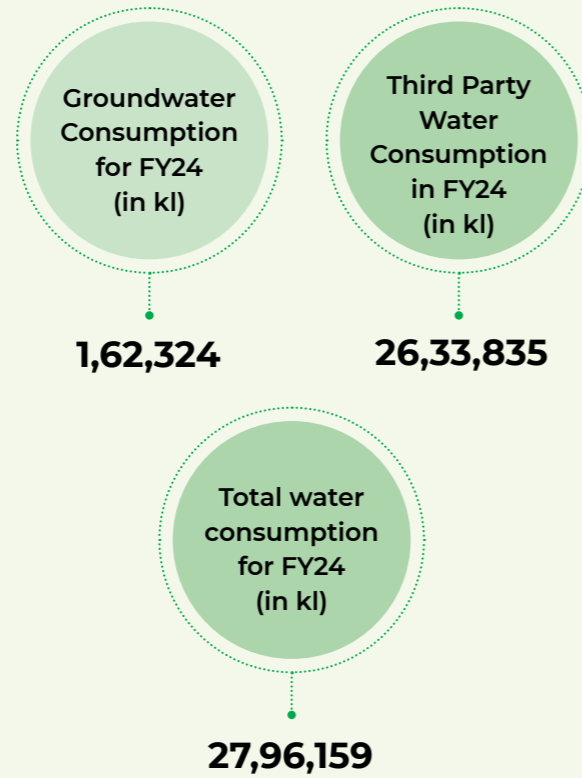 Groundwater
Consumption
for FY24
(in kl)
1,62,324
Third Party
Water
Consumption
in FY24
(in kl)
26,33,835
Total water
consumption
for FY24
(in kl)
27,96,159